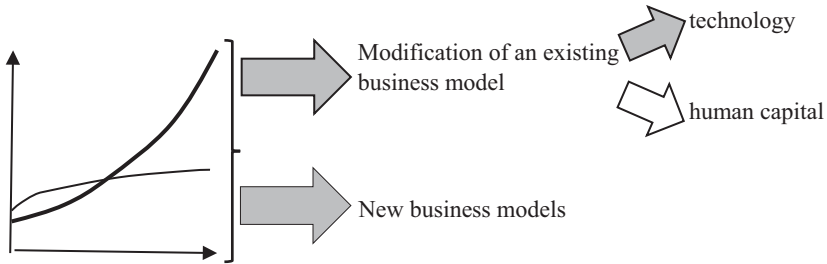 technology
Modification of an existing
business model
human capital
New business models